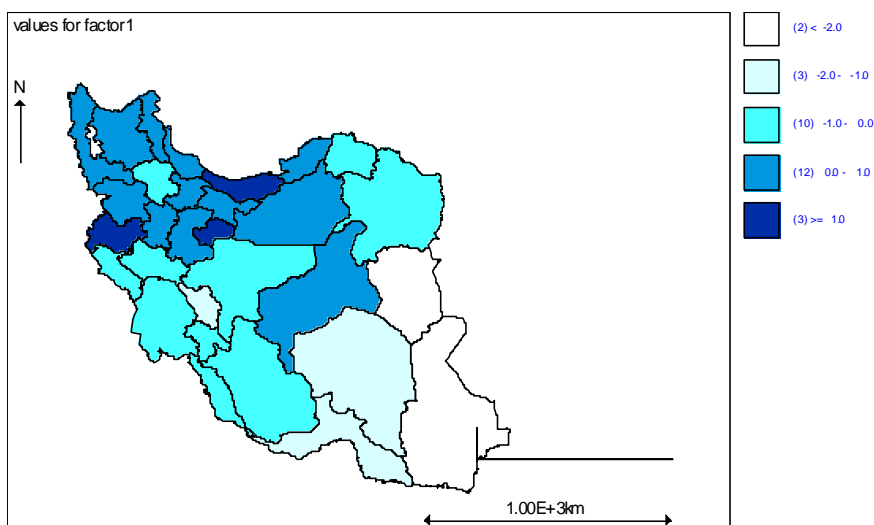 values for factor1
N
(2) < -2.0
(3) -2.0 - -1.0
(10) -1.0 - 0.0
(12) 0.0 - 1.0
(3) >= 1.0
1.00E+3km